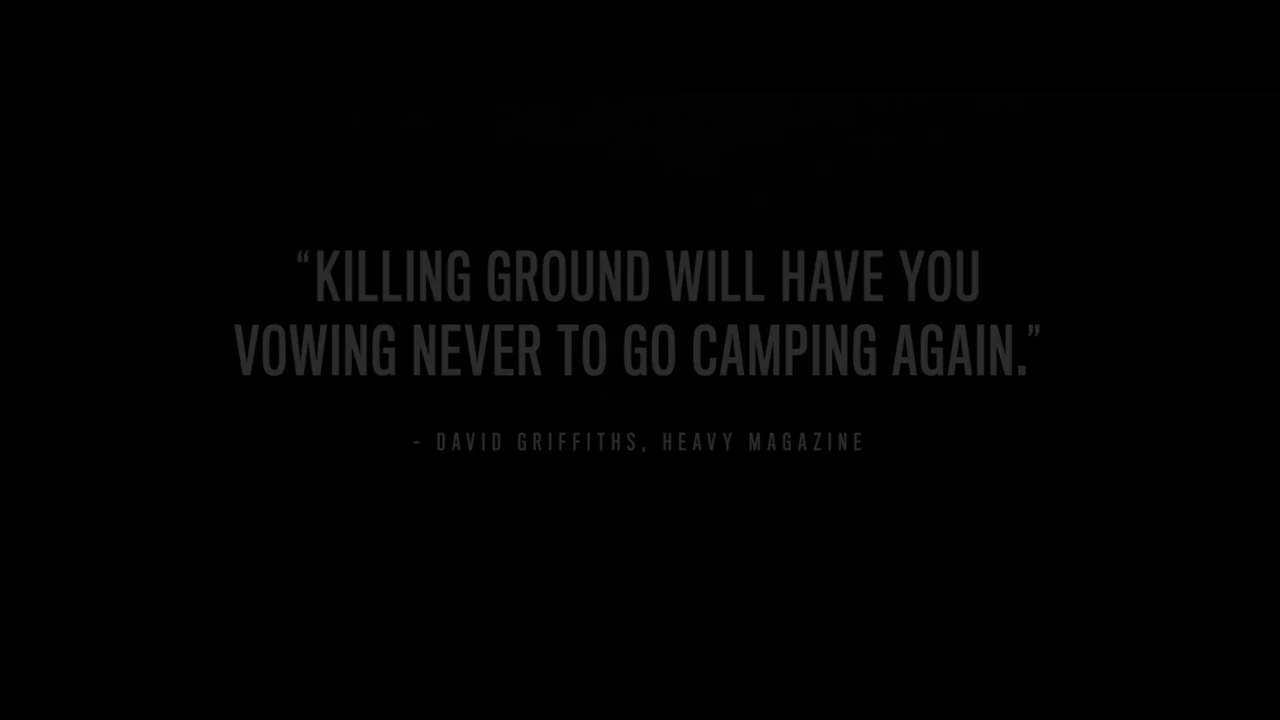 “KILLING GROUND WILL HAVE YOU
VOWING NEVER TO GO CAMPING AGAIN.”
- DAVID GRIFFITHS, HEAVY MAGAZINE